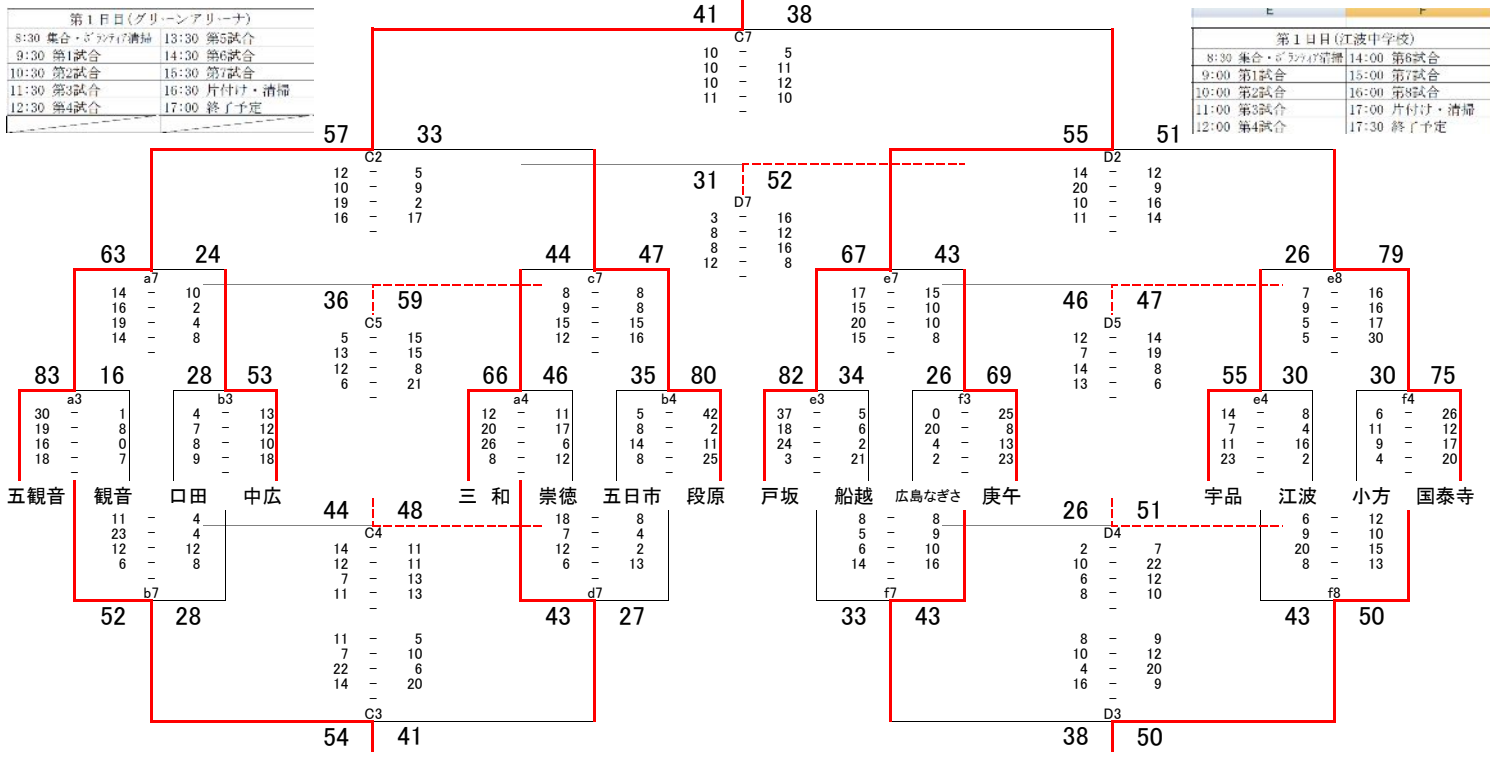 第1日目(グリーンアリーナ)
8:30 集合・ボランティア清掃 13:30 第5試合
9:30 第1試合 14:30 第6試合
10:30 第2試合 15:30 第7試合
11:30 第3試合 16:30 片付け・清掃
12:30 第4試合 17:00 終了予定
E F
第1日目(江波中学校)
8:30 集合・ボランティア清掃 14:00 第6試合
9:00 第1試合 15:00 第7試合
10:00 第2試合 16:00 第8試合
11:00 第3試合 17:00 片付け・清掃
12:00 第4試合 17:30 終了予定
41 38
C7
10 - 5
10 - 11
10 - 12
11 - 10
-
57 33
C2
12 - 5
10 - 9
19 - 2
16 - 17
-
55 51
D2
14 - 12
20 - 9
10 - 16
11 - 14
-
31 52
D7
3 - 16
8 - 12
8 - 16
12 - 8
-
63 24
a7
14 - 10
16 - 2
19 - 4
14 - 8
-
44 47
c7
8 - 8
9 - 8
15 - 15
12 - 16
-
67 43
e7
17 - 15
15 - 10
20 - 10
15 - 8
-
26 79
e8
7 - 16
9 - 16
5 - 17
5 - 30
-
36 59
C5
5 - 15
13 - 15
12 - 8
6 - 21
-
46 47
D5
12 - 14
7 - 19
14 - 8
13 - 6
-
83 16
a3
30 - 1
19 - 8
16 - 0
18 - 7
-
28 53
b3
4 - 13
7 - 12
8 - 10
9 - 18
-
66 46
a4
12 - 11
20 - 17
26 - 6
8 - 12
-
35 80
b4
5 - 42
8 - 2
14 - 11
8 - 25
-
82 34
e3
37 - 5
18 - 6
24 - 2
3 - 21
-
26 69
f3
0 - 25
20 - 8
4 - 13
2 - 23
-
55 30
e4
14 - 8
7 - 4
11 - 16
23 - 2
-
30 75
f4
6 - 26
11 - 12
9 - 17
4 - 20
-
五観音 観音 口田 中広 三 和 崇徳 五日市 段原 戸坂 船越 広島なぎさ 庚午 宇品 江波 小方 国泰寺
11 - 4
23 - 4
12 - 12
6 - 8
-
b7
52 28
44 48
C4
14 - 11
12 - 11
7 - 13
11 - 13
-
18 - 8
7 - 4
12 - 2
6 - 13
-
d7
43 27
8 - 8
5 - 9
6 - 10
14 - 16
-
f7
33 43
26 51
D4
2 - 7
10 - 22
6 - 12
8 - 10
-
6 - 12
9 - 10
20 - 15
8 - 13
-
f8
43 50
11 - 5
7 - 10
22 - 6
14 - 20
-
C3
54 41
8 - 9
10 - 12
4 - 20
16 - 9
-
D3
38 50